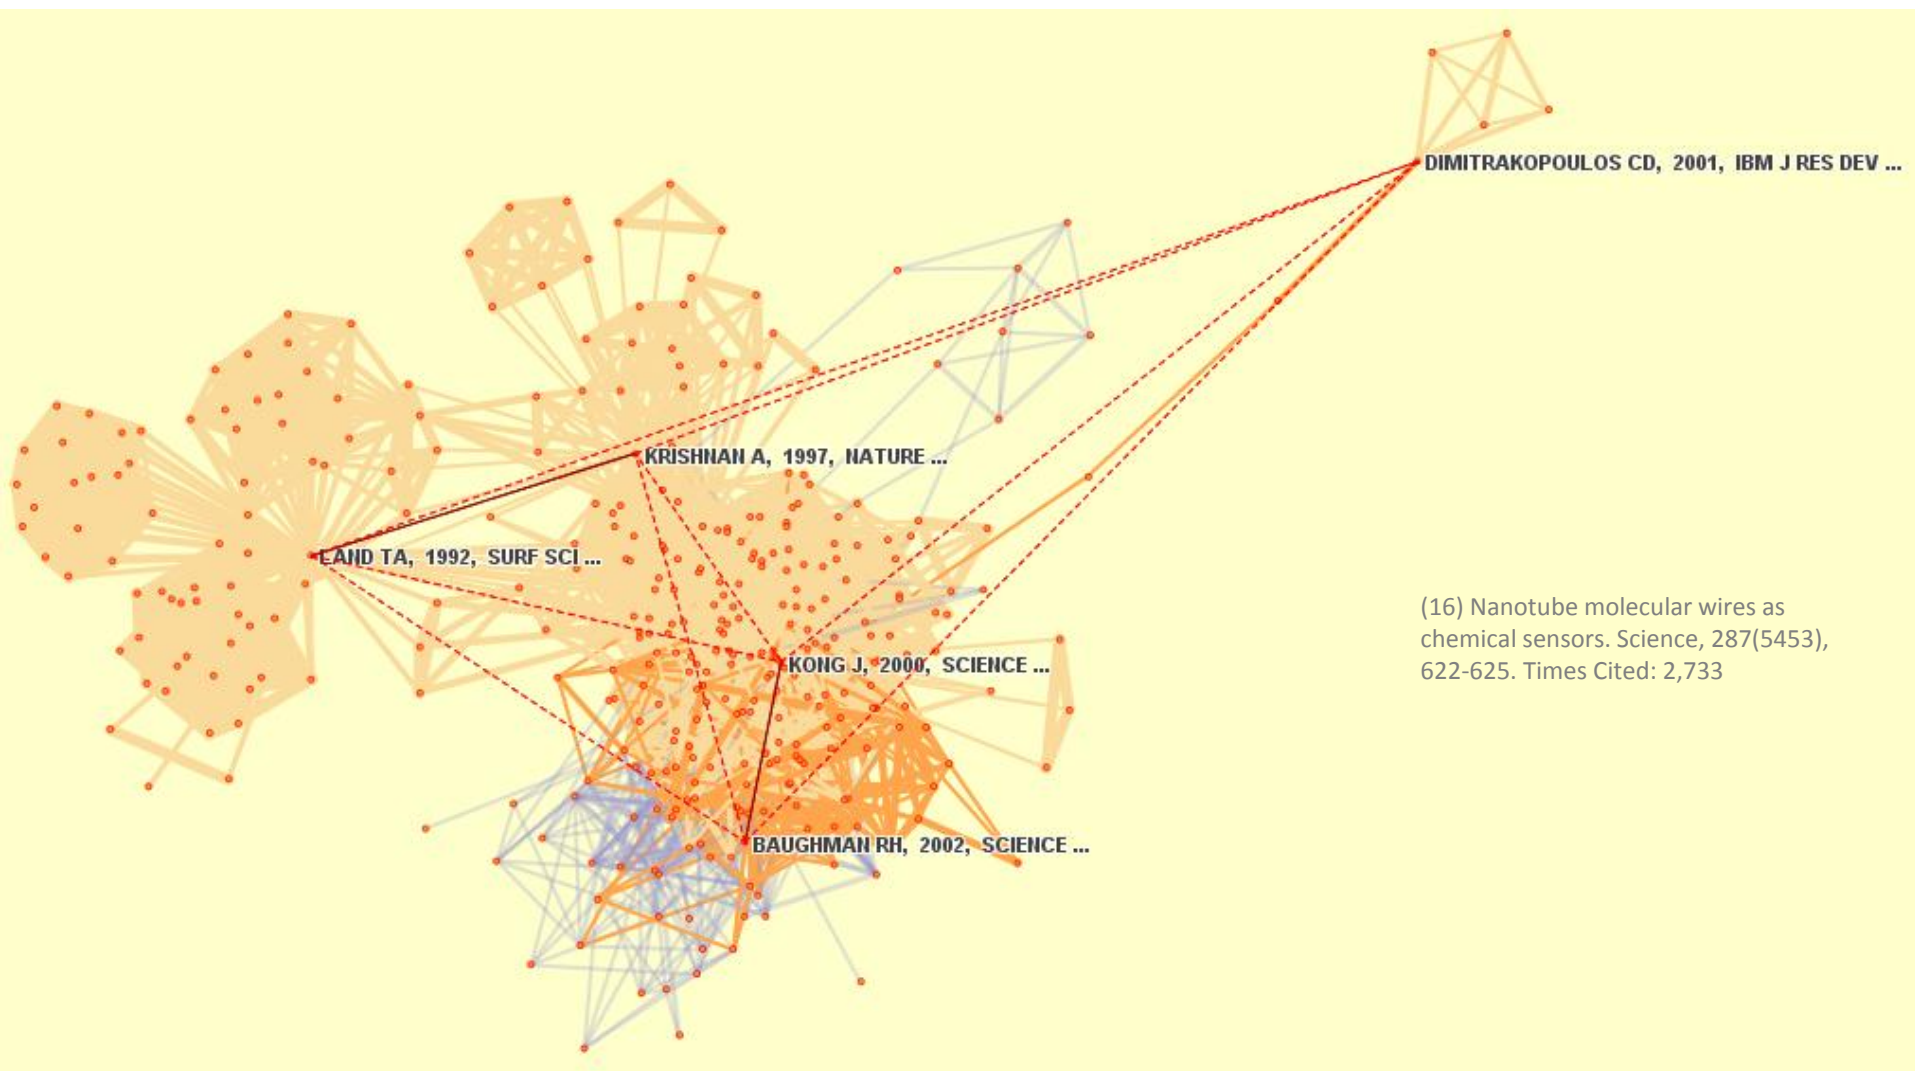 DIMITRAKOPOULOS CD, 2001, IBM J RES DEV ...
KRISHNAN A, 1997, NATURE ...
LAND TA, 1992, SURF SCI ...
(16) Nanotube molecular wires as
chemical sensors. Science, 287(5453),
622-625. Times Cited: 2,733
KONG J, 2000, SCIENCE ...
BAUGHMAN RH, 2002, SCIENCE ...